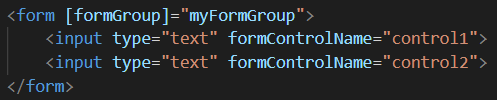 <form [formGroup]="myFormGroup">
    <input type="text" formControlName="control1">
    <input type="text" formControlName="control2">
</form>